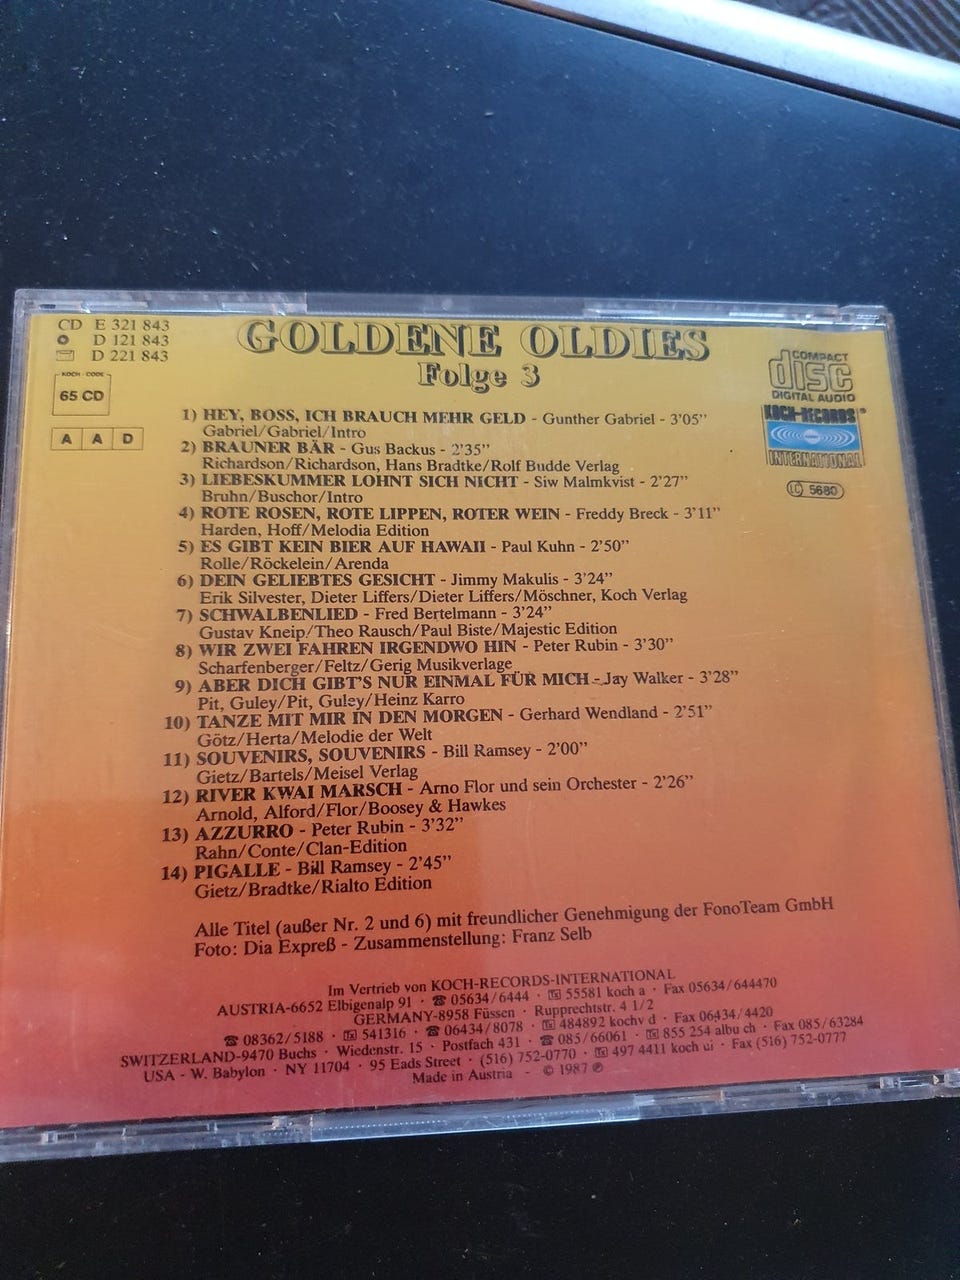 CD E 321 843
D 121 843
D 221 843
KOCH - CODE
65 CD
A A D
GOLDENE OLDIES
Folge 3
COMPACT
disc
DIGITAL AUDIO
KOCH-RECORDS®
INTERNATIONAL
LC 5680
1) HEY, BOSS, ICH BRAUCH MEHR GELD - Gunther Gabriel - 3'05"
Gabriel/Gabriel/Intro
2) BRAUNER BÄR - Gus Backus - 2'35"
Richardson/Richardson, Hans Bradtke/Rolf Budde Verlag
3) LIEBESKUMMER LOHNT SICH NICHT - Siw Malmkvist - 2'27"
Bruhn/Buschor/Intro
4) ROTE ROSEN, ROTE LIPPEN, ROTER WEIN - Freddy Breck - 3'11"
Harden, Hoff/Melodia Edition
5) ES GIBT KEIN BIER AUF HAWAII - Paul Kuhn - 2'50"
Rolle/Röckelein/Arenda
6) DEIN GELIEBTES GESICHT - Jimmy Makulis - 3'24"
Erik Silvester, Dieter Liffers/Dieter Liffers/Möschner, Koch Verlag
7) SCHWALBENLIED - Fred Bertelmann - 3'24"
Gustav Kneip/Theo Rausch/Paul Biste/Majestic Edition
8) WIR ZWEI FAHREN IRGENDWO HIN - Peter Rubin - 3'30"
Scharfenberger/Feltz/Gerig Musikverlage
9) ABER DICH GIBT'S NUR EINMAL FÜR MICH - Jay Walker - 3'28"
Pit, Guley/Pit, Guley/Heinz Karro
10) TANZE MIT MIR IN DEN MORGEN - Gerhard Wendland - 2'51"
Götz/Herta/Melodie der Welt
11) SOUVENIRS, SOUVENIRS - Bill Ramsey - 2'00"
Gietz/Bartels/Meisel Verlag
12) RIVER KWAI MARSCH - Arno Flor und sein Orchester - 2'26"
Arnold, Alford/Flor/Boosey & Hawkes
13) AZZURRO - Peter Rubin - 3'32"
Rahn/Conte/Clan-Edition
14) PIGALLE - Bill Ramsey - 2'45"
Gietz/Bradtke/Rialto Edition
Alle Titel (außer Nr. 2 und 6) mit freundlicher Genehmigung der FonoTeam GmbH
Foto: Dia Expreß - Zusammenstellung: Franz Selb
Im Vertrieb von KOCH-RECORDS-INTERNATIONAL
AUSTRIA-6652 Elbigenalp 91 · ☎ 05634/6444 · 55581 koch a · Fax 05634/644470
GERMANY-8958 Füssen · Rupprechtstr. 4 1/2
☎ 08362/5188 · 541316 · ☎ 06434/8078 · 484892 kochv d · Fax 06434/4420
SWITZERLAND-9470 Buchs · Wiedenstr. 15 · Postfach 431 · ☎ 085/66061 · 855 254 albu ch · Fax 085/63284
USA - W. Babylon · NY 11704 · 95 Eads Street · (516) 752-0770 · 497 4411 koch ui · Fax (516) 752-0777
Made in Austria - © 1987 ℗